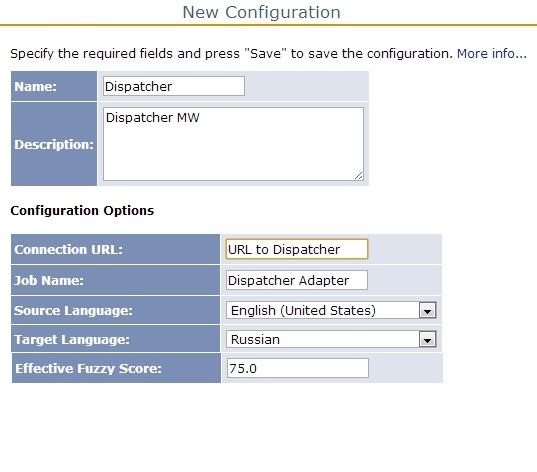 New Configuration
Specify the required fields and press "Save" to save the configuration. More info...
Name: Dispatcher
Description: Dispatcher MW
Configuration Options
Connection URL: URL to Dispatcher
Job Name: Dispatcher Adapter
Source Language: English (United States)
Target Language: Russian
Effective Fuzzy Score: 75.0